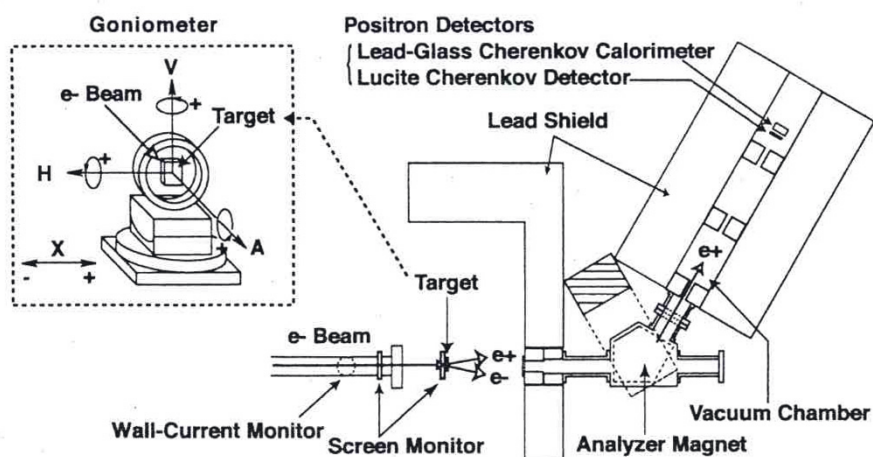 Goniometer
V
+
e- Beam
Target
H
+
+
A
X
- +
Positron Detectors
Lead-Glass Cherenkov Calorimeter
Lucite Cherenkov Detector
Lead Shield
e+
Target
e- Beam
e+
e-
Wall-Current Monitor
Screen Monitor
Analyzer Magnet
Vacuum Chamber